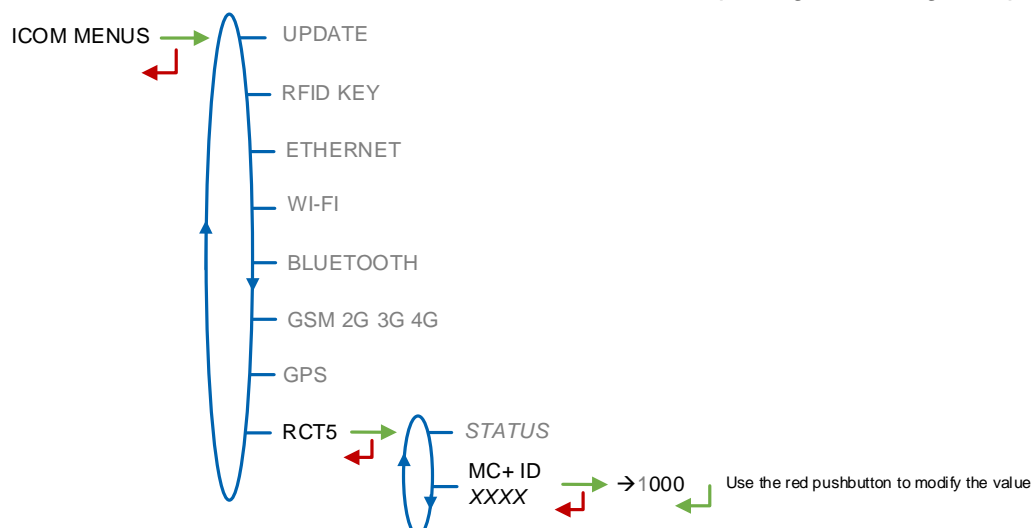 ICOM MENUS
UPDATE
RFID KEY
ETHERNET
WI-FI
BLUETOOTH
GSM 2G 3G 4G
GPS
RCT5
STATUS
MC+ ID
XXXX
→1000
Use the red pushbutton to modify the value